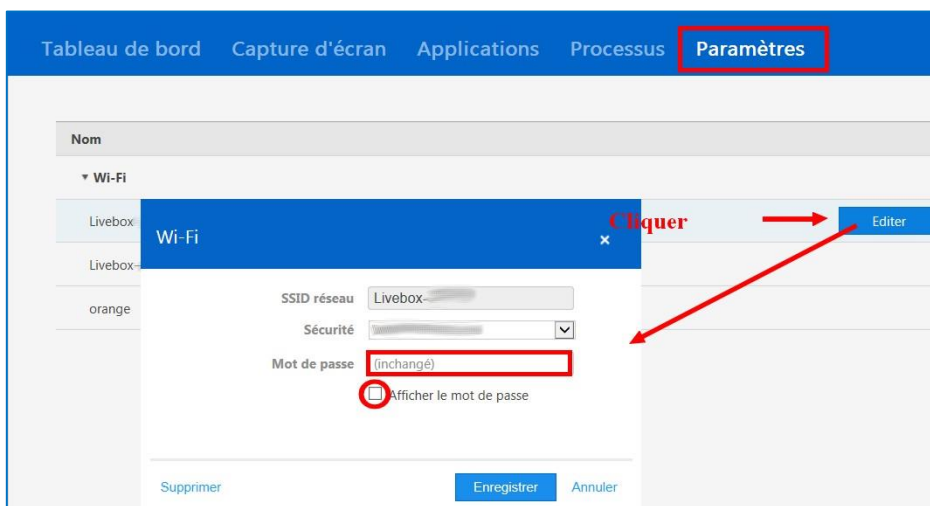 Tableau de bord Capture d'écran Applications Processus Paramètres
Nom
▾ Wi-Fi
Livebox
Cliquer
Editer
Livebox-
orange
Wi-Fi
×
SSID réseau Livebox-
Sécurité
Mot de passe (inchangé)
Afficher le mot de passe
Supprimer Enregistrer Annuler